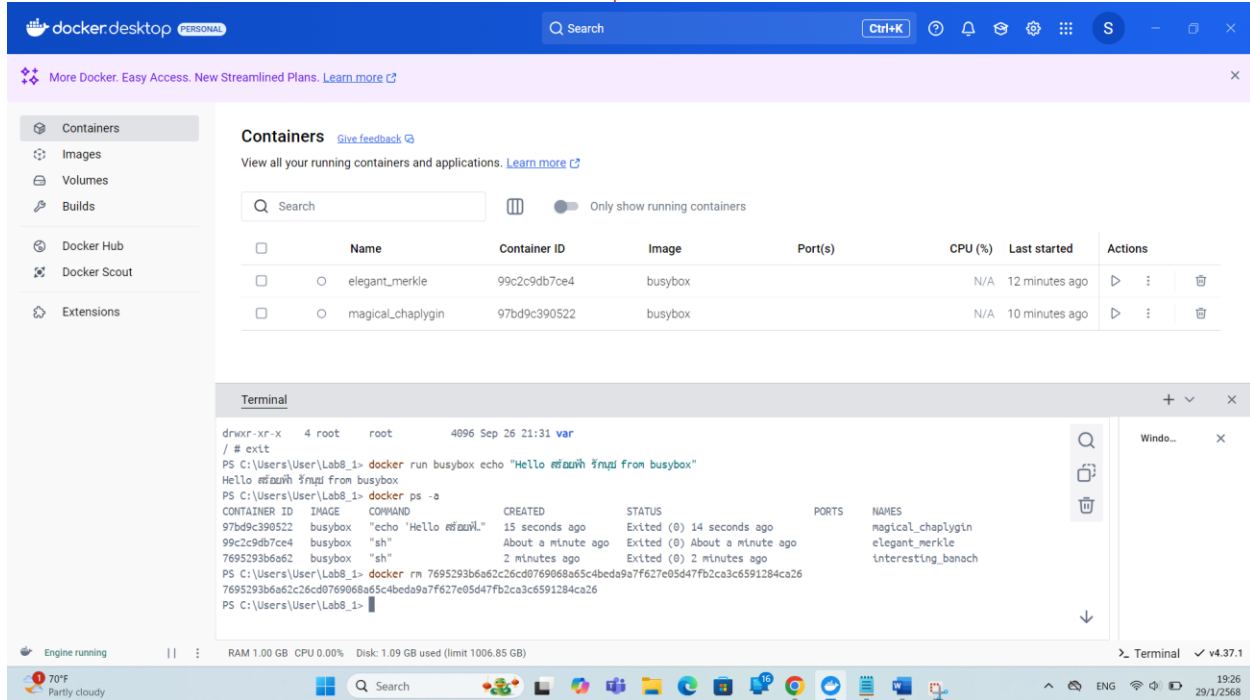 docker.desktop PERSONAL
Search
Ctrl+K
S
More Docker. Easy Access. New Streamlined Plans. Learn more
Containers
Images
Volumes
Builds
Docker Hub
Docker Scout
Extensions
Containers Give feedback
View all your running containers and applications. Learn more
Search
Only show running containers
Name Container ID Image Port(s) CPU (%) Last started Actions
elegant_merkle 99c2c9db7ce4 busybox N/A 12 minutes ago
magical_chaplygin 97bd9c390522 busybox N/A 10 minutes ago
Terminal
Windo...
drwxr-xr-x 4 root root 4096 Sep 26 21:31 var
/ # exit
PS C:\Users\User\Lab8_1> docker run busybox echo "Hello สร้อยฟ้า รักนุช from busybox"
Hello สร้อยฟ้า รักนุช from busybox
PS C:\Users\User\Lab8_1> docker ps -a
CONTAINER ID IMAGE COMMAND CREATED STATUS PORTS NAMES
97bd9c390522 busybox "echo 'Hello สร้อยฟ้…" 15 seconds ago Exited (0) 14 seconds ago magical_chaplygin
99c2c9db7ce4 busybox "sh" About a minute ago Exited (0) About a minute ago elegant_merkle
7695293b6a62 busybox "sh" 2 minutes ago Exited (0) 2 minutes ago interesting_banach
PS C:\Users\User\Lab8_1> docker rm 7695293b6a62c26cd0769068a65c4beda9a7f627e05d47fb2ca3c6591284ca26
7695293b6a62c26cd0769068a65c4beda9a7f627e05d47fb2ca3c6591284ca26
PS C:\Users\User\Lab8_1>
Engine running
RAM 1.00 GB CPU 0.00% Disk: 1.09 GB used (limit 1006.85 GB)
Terminal
v4.37.1
1
70°F
Partly cloudy
Search
16
ENG
19:26
29/1/2568